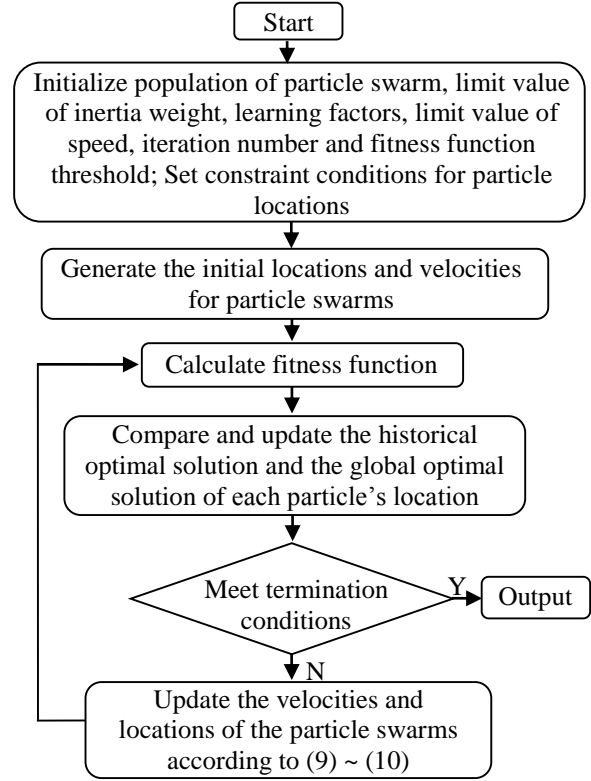 Start
Initialize population of particle swarm, limit value
of inertia weight, learning factors, limit value of
speed, iteration number and fitness function
threshold; Set constraint conditions for particle
locations
Generate the initial locations and velocities
for particle swarms
Calculate fitness function
Compare and update the historical
optimal solution and the global optimal
solution of each particle's location
Meet termination
conditions
Y
Output
N
Update the velocities and
locations of the particle swarms
according to (9) ~ (10)